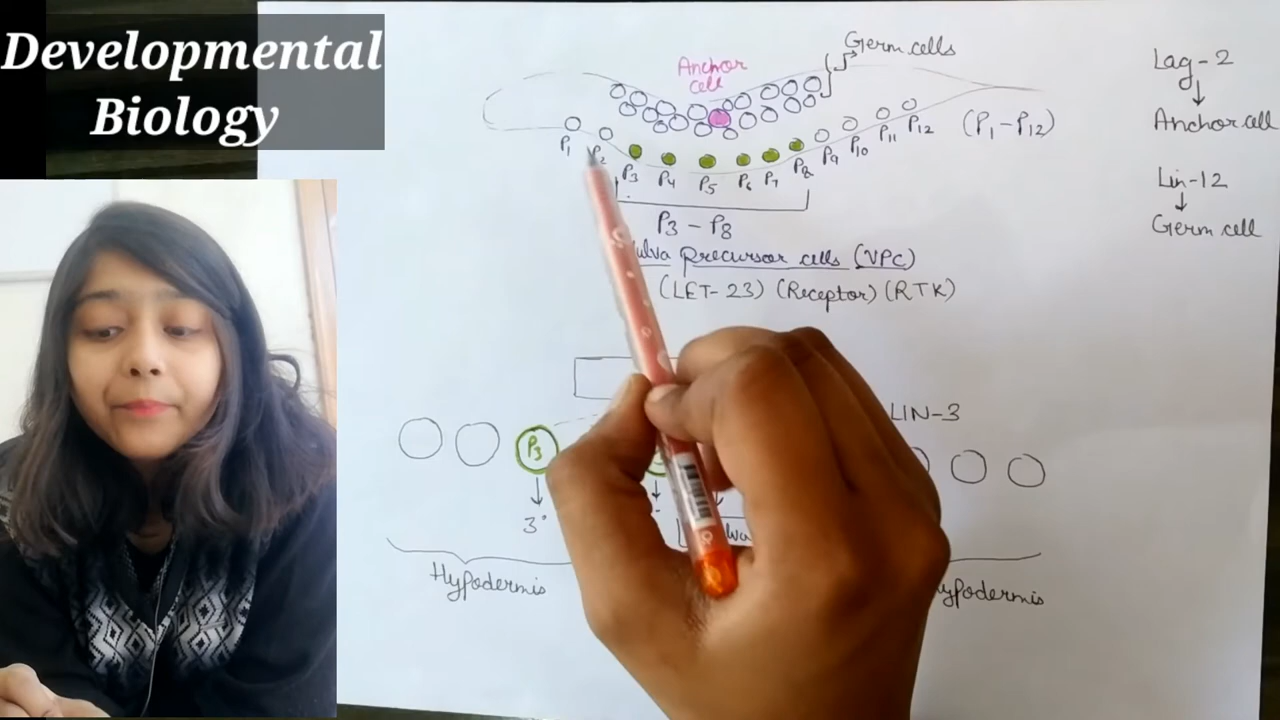 Developmental
Biology
Germ cells
Anchor
cell
P1
P2
P3
P4
P5
P6
P7
P8
P9
P10
P11
P12
(P1-P12)
P3 - P8
precursor cells (VPC)
(LET-23) (Receptor) (RTK)
Lag-2
Anchor cell
Lin-12
Germ cell
LIN-3
P3
3°
Hypodermis